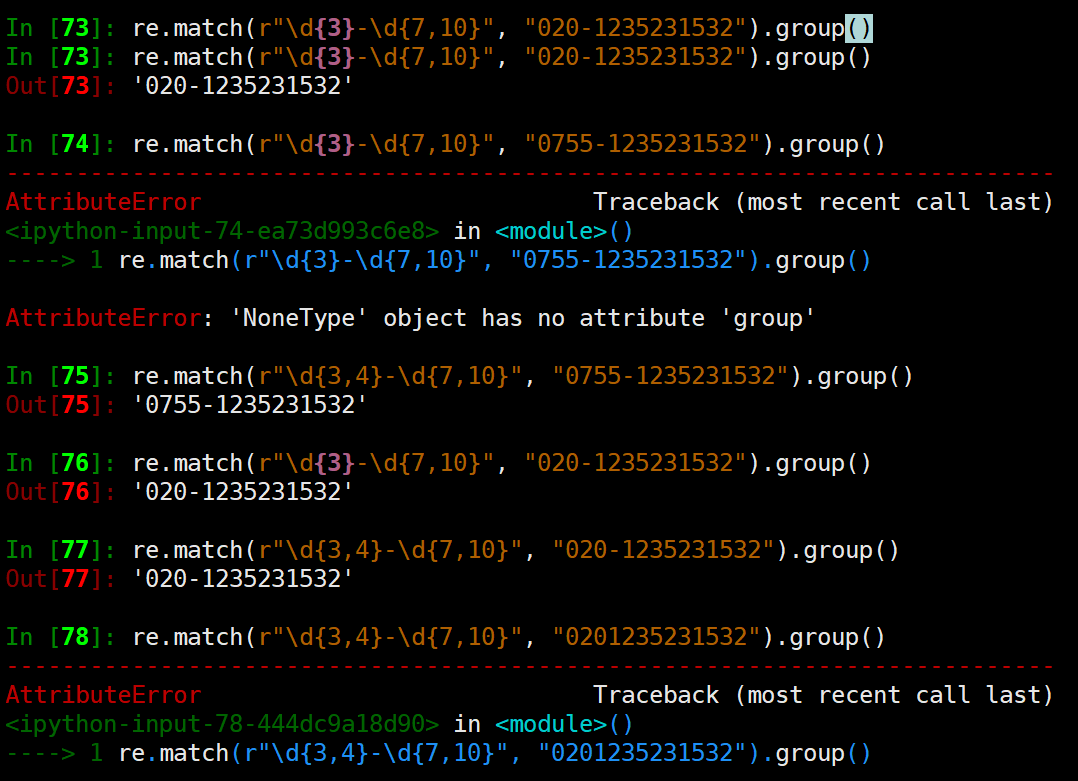 In [73]: re.match(r"\d{3}-\d{7,10}", "020-1235231532").group()
In [73]: re.match(r"\d{3}-\d{7,10}", "020-1235231532").group()
Out[73]: '020-1235231532'
In [74]: re.match(r"\d{3}-\d{7,10}", "0755-1235231532").group()
---------------------------------------------------------------------------
AttributeError                            Traceback (most recent call last)
<ipython-input-74-ea73d993c6e8> in <module>()
----> 1 re.match(r"\d{3}-\d{7,10}", "0755-1235231532").group()
AttributeError: 'NoneType' object has no attribute 'group'
In [75]: re.match(r"\d{3,4}-\d{7,10}", "0755-1235231532").group()
Out[75]: '0755-1235231532'
In [76]: re.match(r"\d{3}-\d{7,10}", "020-1235231532").group()
Out[76]: '020-1235231532'
In [77]: re.match(r"\d{3,4}-\d{7,10}", "020-1235231532").group()
Out[77]: '020-1235231532'
In [78]: re.match(r"\d{3,4}-\d{7,10}", "0201235231532").group()
---------------------------------------------------------------------------
AttributeError                            Traceback (most recent call last)
<ipython-input-78-444dc9a18d90> in <module>()
----> 1 re.match(r"\d{3,4}-\d{7,10}", "0201235231532").group()